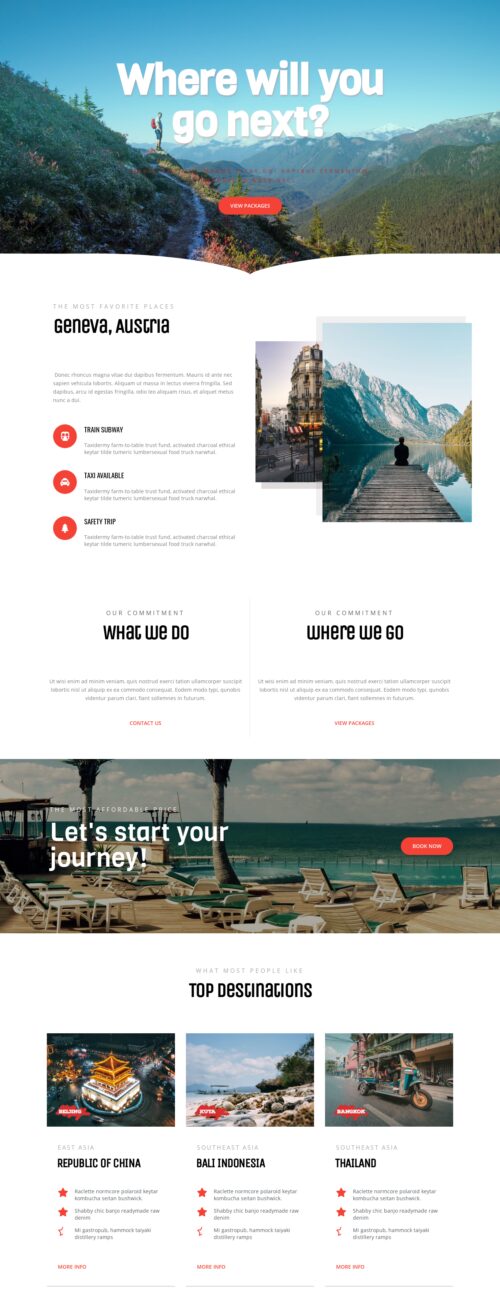 Where will you
go next?
VIEW PACKAGES
THE MOST FAVORITE PLACES
Geneva, Austria
Donec rhoncus magna vitae dui dapibus fermentum. Mauris id ante nec
sapien vehicula lobortis. Aliquam ut massa in lectus viverra fringilla. Sed
dapibus, arcu id egestas fringilla, odio leo aliquam risus, et aliquet metus
nunc a dui.
TRAIN SUBWAY
Taxidermy farm-to-table trust fund, activated charcoal ethical
keytar tilde tumeric lumbersexual food truck narwhal.
TAXI AVAILABLE
Taxidermy farm-to-table trust fund, activated charcoal ethical
keytar tilde tumeric lumbersexual food truck narwhal.
SAFETY TRIP
Taxidermy farm-to-table trust fund, activated charcoal ethical
keytar tilde tumeric lumbersexual food truck narwhal.
OUR COMMITMENT
What We Do
Ut wisi enim ad minim veniam, quis nostrud exerci tation ullamcorper suscipit
lobortis nisl ut aliquip ex ea commodo consequat. Eodem modo typi, qui nobis
videntur parum clari, fiant sollemnes in futurum.
CONTACT US
OUR COMMITMENT
Where We Go
Ut wisi enim ad minim veniam, quis nostrud exerci tation ullamcorper suscipit
lobortis nisl ut aliquip ex ea commodo consequat. Eodem modo typi, qui nobis
videntur parum clari, fiant sollemnes in futurum.
VIEW PACKAGES
THE MOST AFFORDABLE PRICE
Let's start your
journey!
BOOK NOW
WHAT MOST PEOPLE LIKE
Top Destinations
BEIJING
EAST ASIA
REPUBLIC OF CHINA
Raclette normcore polaroid keytar
kombucha seitan bushwick.
Shabby chic banjo readymade raw
denim
Mi gastropub, hammock taiyaki
distillery ramps
MORE INFO
KUTA
SOUTHEAST ASIA
BALI INDONESIA
Raclette normcore polaroid keytar
kombucha seitan bushwick.
Shabby chic banjo readymade raw
denim
Mi gastropub, hammock taiyaki
distillery ramps
MORE INFO
BANGKOK
SOUTHEAST ASIA
THAILAND
Raclette normcore polaroid keytar
kombucha seitan bushwick.
Shabby chic banjo readymade raw
denim
Mi gastropub, hammock taiyaki
distillery ramps
MORE INFO